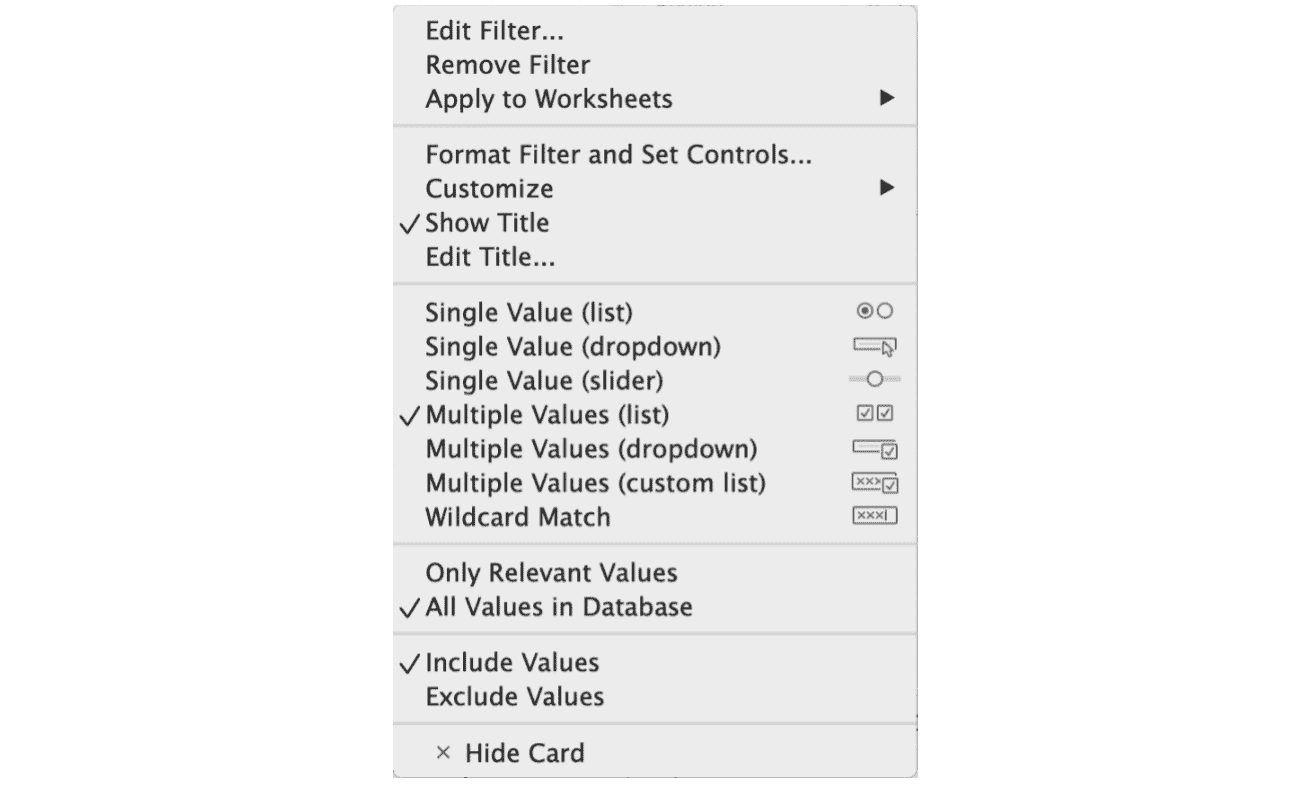 Edit Filter...
Remove Filter
Apply to Worksheets
Format Filter and Set Controls...
Customize
Show Title
Edit Title...
Single Value (list)
Single Value (dropdown)
Single Value (slider)
Multiple Values (list)
Multiple Values (dropdown)
Multiple Values (custom list)
Wildcard Match
Only Relevant Values
All Values in Database
Include Values
Exclude Values
Hide Card